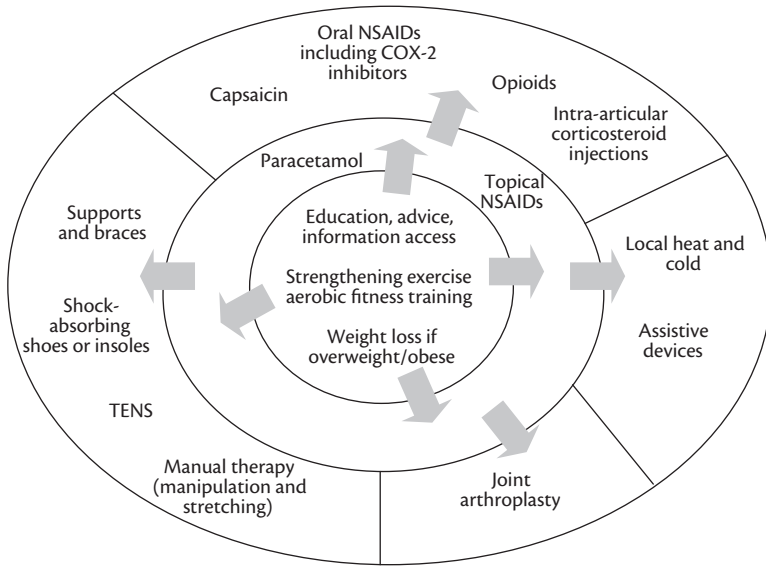 Oral NSAIDs
including COX-2
inhibitors
Capsaicin
Opioids
Intra-articular
corticosteroid
injections
Paracetamol
Topical
NSAIDs
Supports
and braces
Education, advice,
information access
Local heat and
cold
Strengthening exercise
aerobic fitness training
Shock-
absorbing
shoes or insoles
Weight loss if
overweight/obese
Assistive
devices
TENS
Manual therapy
(manipulation and
stretching)
Joint
arthroplasty